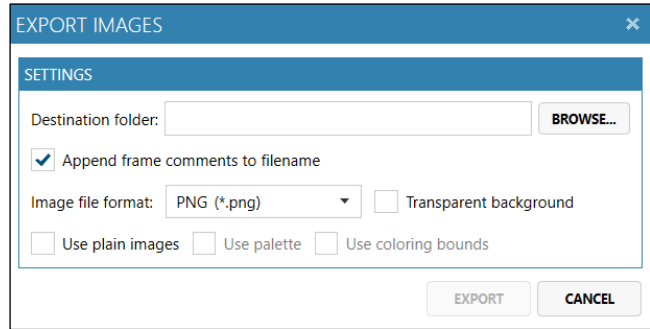 EXPORT IMAGES
SETTINGS
Destination folder: BROWSE...
Append frame comments to filename
Image file format: PNG (*.png) Transparent background
Use plain images Use palette Use coloring bounds
EXPORT CANCEL